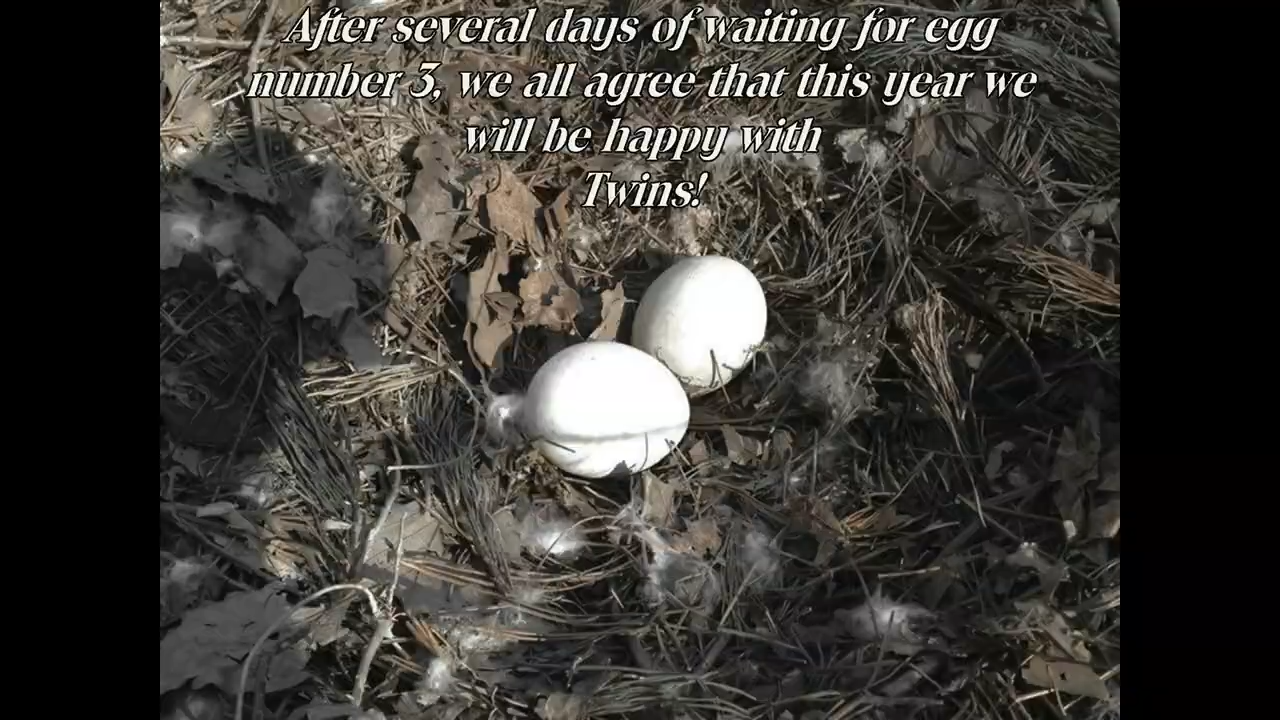 After several days of waiting for egg
number 3, we all agree that this year we
will be happy with
Twins!